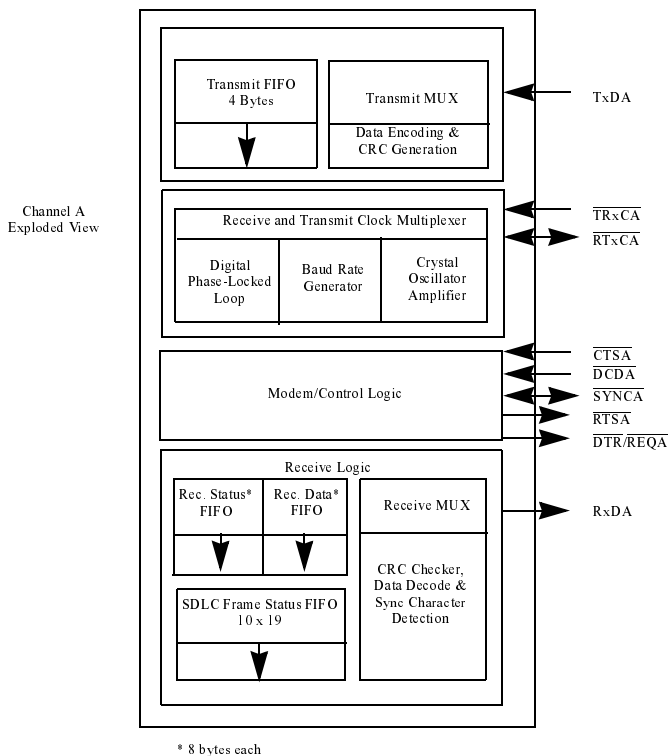 Transmit FIFO
4 Bytes
Transmit MUX
Data Encoding &
CRC Generation
TxDA
Channel A
Exploded View
Receive and Transmit Clock Multiplexer
Digital
Phase-Locked
Loop
Baud Rate
Generator
Crystal
Oscillator
Amplifier
TRxCA
RTxCA
Modem/Control Logic
CTSA
DCDA
SYNCA
RTSA
DTR/REQA
Receive Logic
Rec. Status*
FIFO
Rec. Data*
FIFO
Receive MUX
RxDA
CRC Checker,
Data Decode &
Sync Character
Detection
SDLC Frame Status FIFO
10 x 19
* 8 bytes each